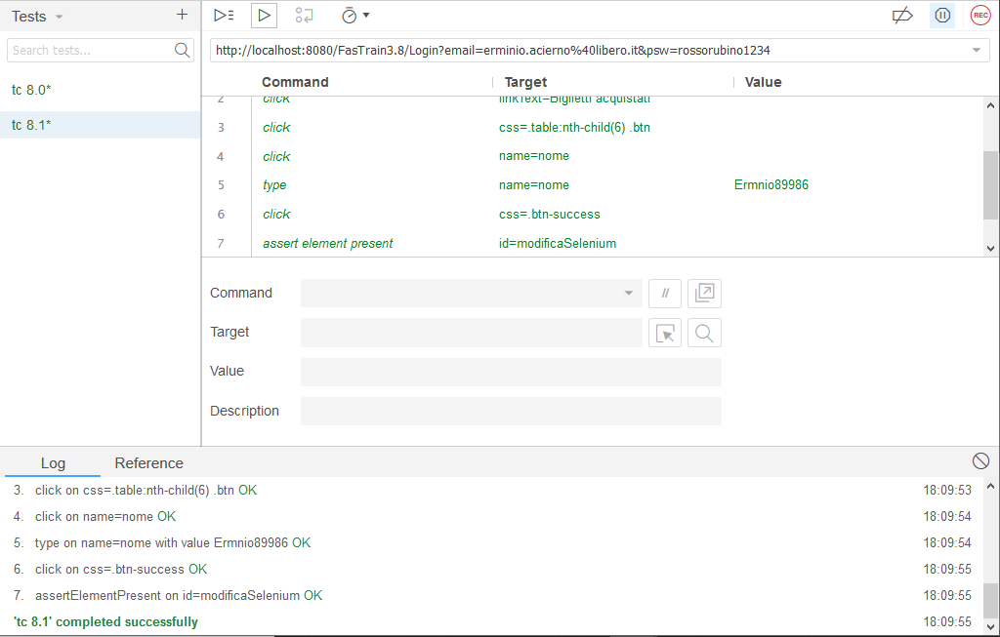 Tests
+
REC
Search tests...
http://localhost:8080/FasTrain3.8/Login?email=erminio.acierno%40libero.it&psw=rossorubino1234
tc 8.0*
tc 8.1*
Command Target Value
2 click linkText=Biglietti acquistati
3 click css=.table:nth-child(6) .btn
4 click name=nome
5 type name=nome Ermnio89986
6 click css=.btn-success
7 assert element present id=modificaSelenium
Command //
Target
Value
Description
Log Reference
3. click on css=.table:nth-child(6) .btn OK 18:09:53
4. click on name=nome OK 18:09:54
5. type on name=nome with value Ermnio89986 OK 18:09:54
6. click on css=.btn-success OK 18:09:55
7. assertElementPresent on id=modificaSelenium OK 18:09:55
'tc 8.1' completed successfully 18:09:55